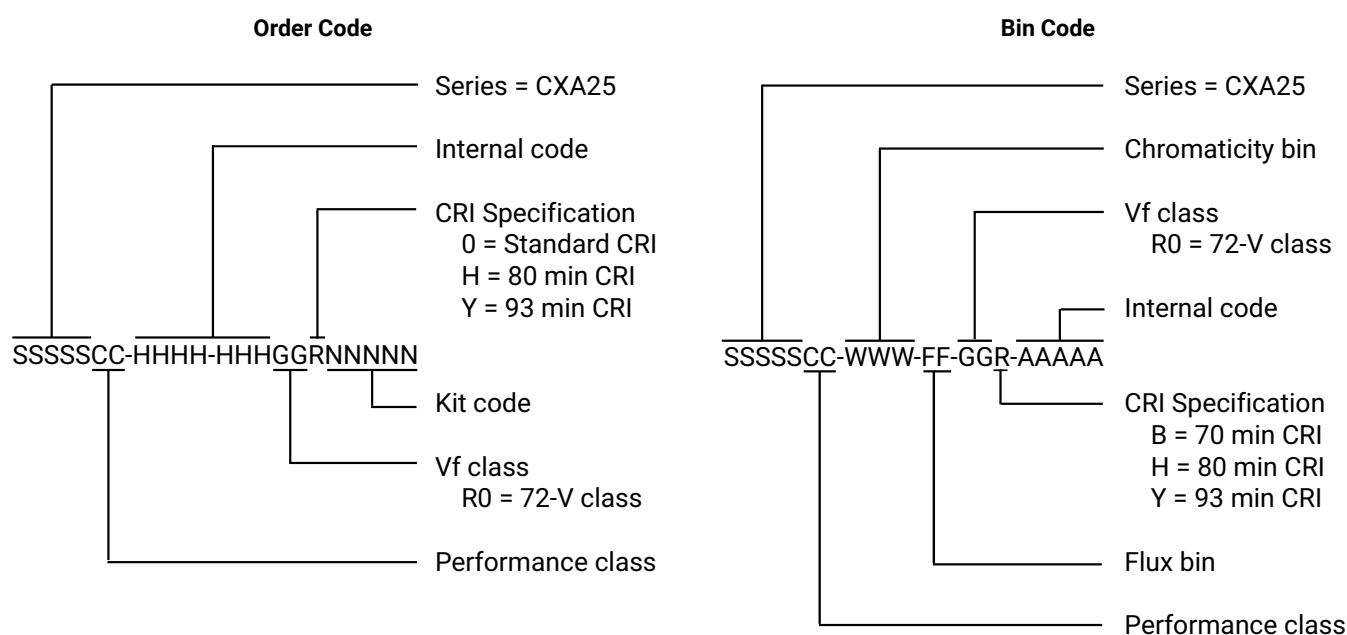 Order Code
Series = CXA25
Internal code
CRI Specification
0 = Standard CRI
H = 80 min CRI
Y = 93 min CRI
SSSSSCC-HHHH-HHHGGRNNNNN
Kit code
Vf class
R0 = 72-V class
Performance class
Bin Code
Series = CXA25
Chromaticity bin
Vf class
R0 = 72-V class
Internal code
SSSSSCC-WWW-FF-GGR-AAAAA
CRI Specification
B = 70 min CRI
H = 80 min CRI
Y = 93 min CRI
Flux bin
Performance class